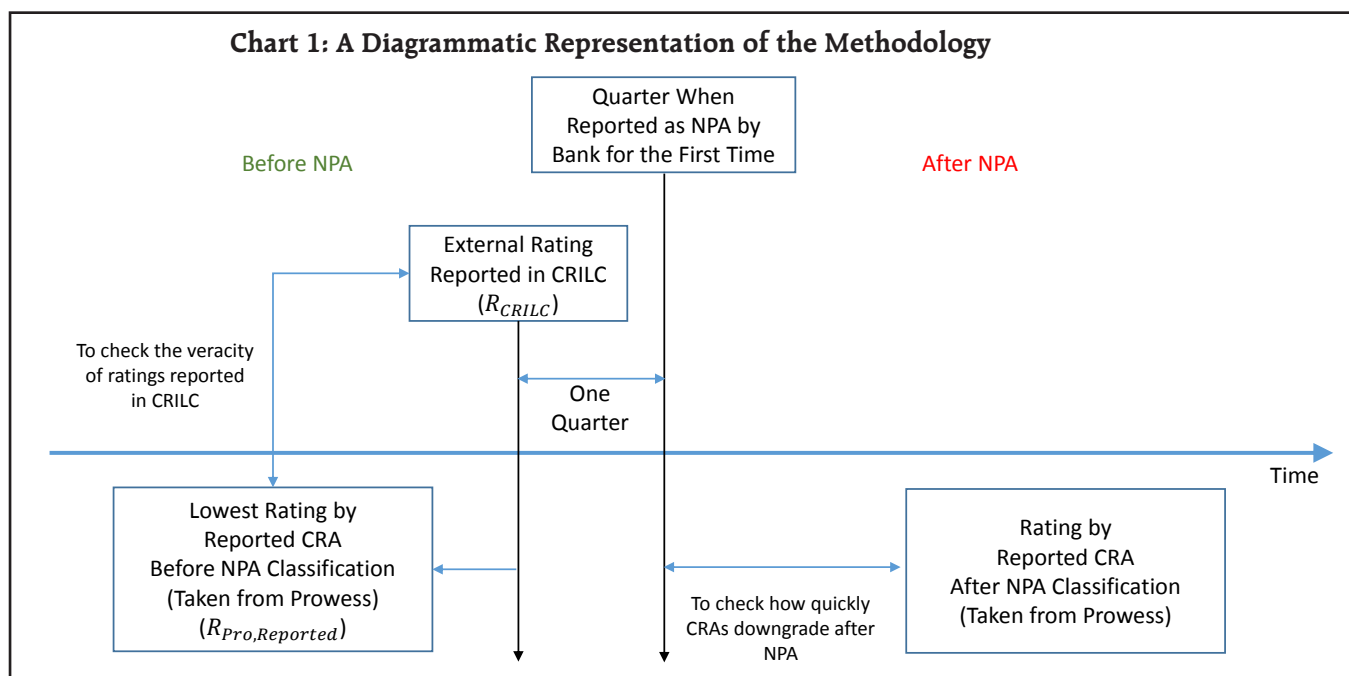 Chart 1: A Diagrammatic Representation of the Methodology
Quarter When
Reported as NPA by
Bank for the First Time
Before NPA
After NPA
External Rating
Reported in CRILC
(R_CRILC)
To check the veracity
of ratings reported
in CRILC
One
Quarter
Time
Lowest Rating by
Reported CRA
Before NPA Classification
(Taken from Prowess)
(R_Pro,Reported)
To check how quickly
CRAs downgrade after
NPA
Rating by
Reported CRA
After NPA Classification
(Taken from Prowess)